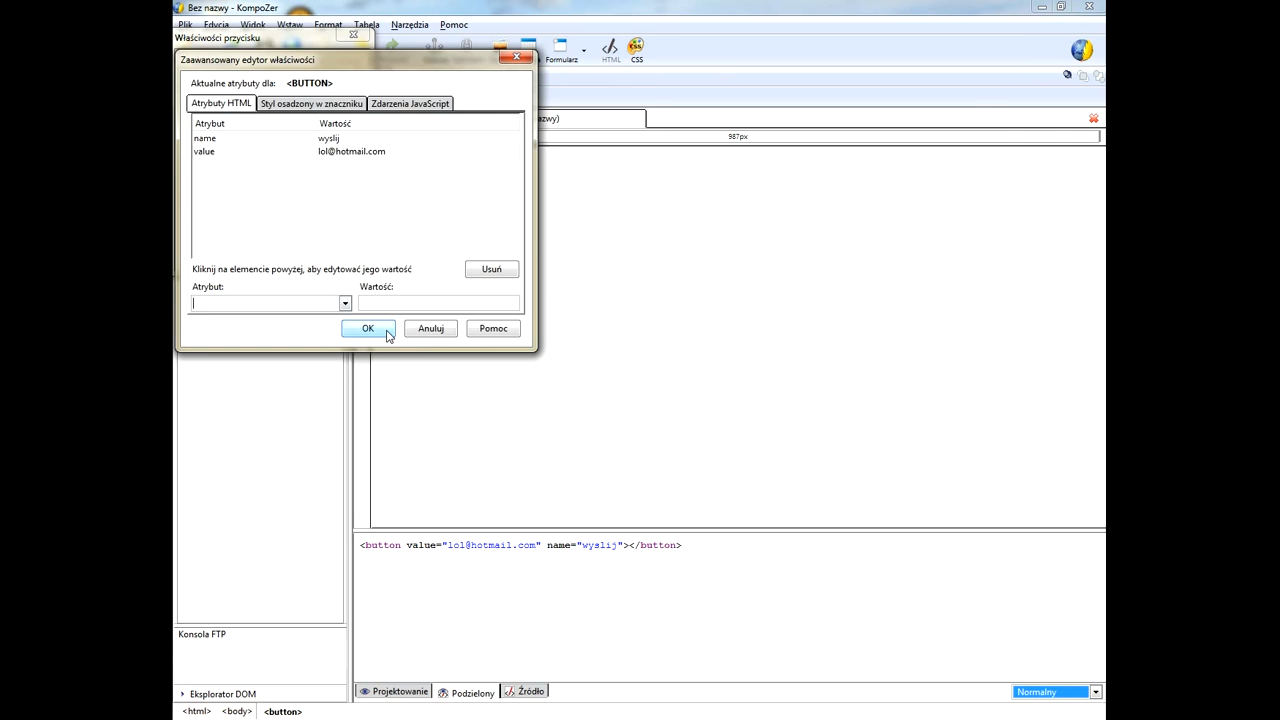 Bez nazwy - KompoZer
Plik Edycja Widok Wstaw Format Tabela Narzędzia Pomoc
Właściwości przycisku
Formularz HTML CSS
Zaawansowany edytor właściwości
Aktualne atrybuty dla: <BUTTON>
Atrybuty HTML Styl osadzony w znaczniku Zdarzenia JavaScript
azwy)
Atrybut Wartość
987px
name wyslij
value lol@hotmail.com
Kliknij na elemencie powyżej, aby edytować jego wartość Usuń
Atrybut: Wartość:
OK Anuluj Pomoc
<button value="lol@hotmail.com" name="wyslij"></button>
Konsola FTP
Eksplorator DOM
Projektowanie Podzielony Źródło Normalny
<html> <body> <button>